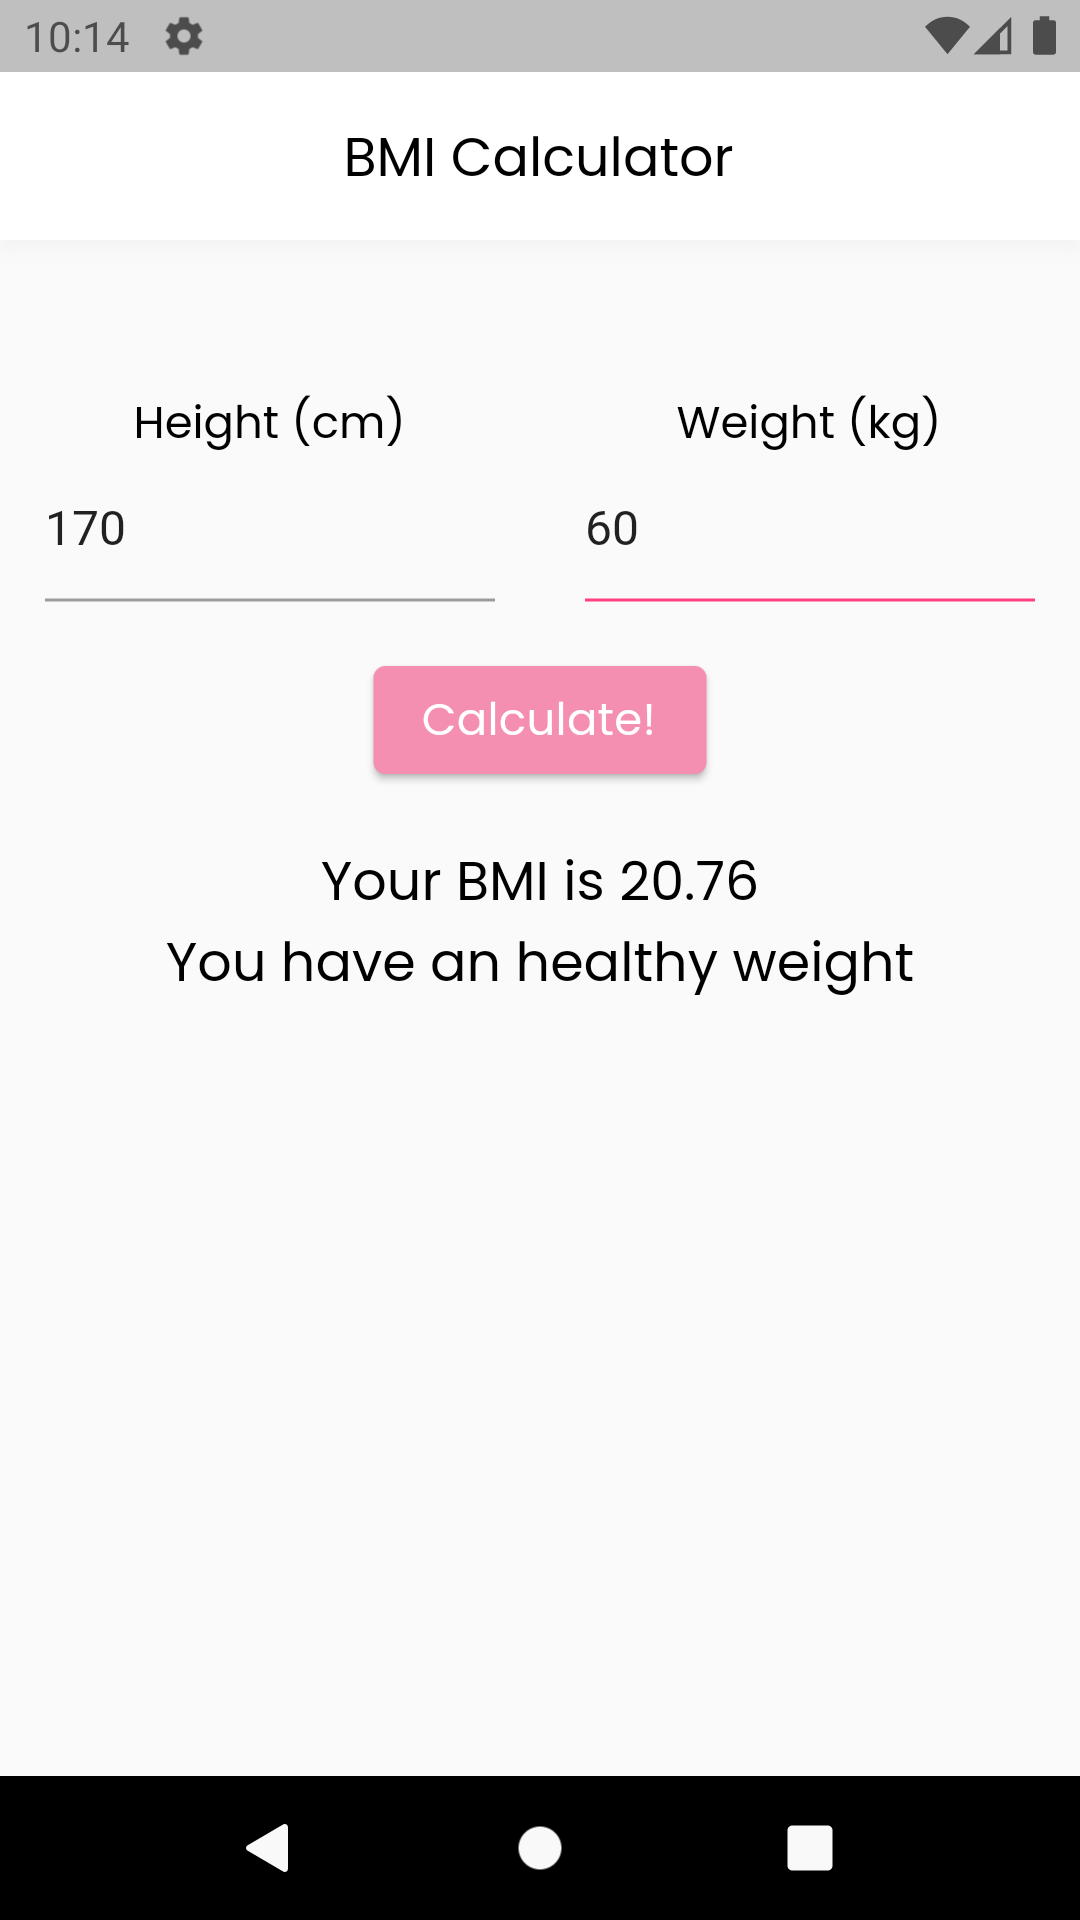 10:14
BMI Calculator
Height (cm) Weight (kg)
170 60
Calculate!
Your BMI is 20.76
You have an healthy weight